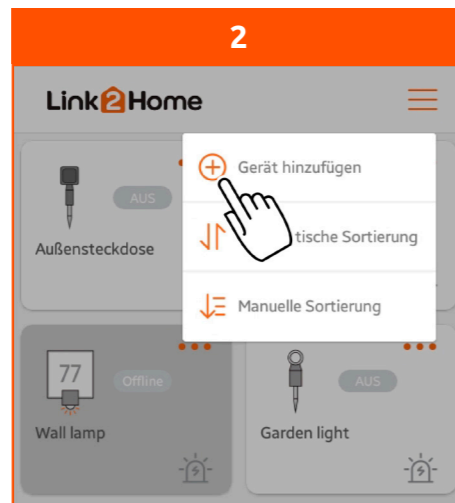 2
Link2Home
Gerät hinzufügen
AUS
tische Sortierung
Außensteckdose
Manuelle Sortierung
77
Offline
AUS
Wall lamp
Garden light